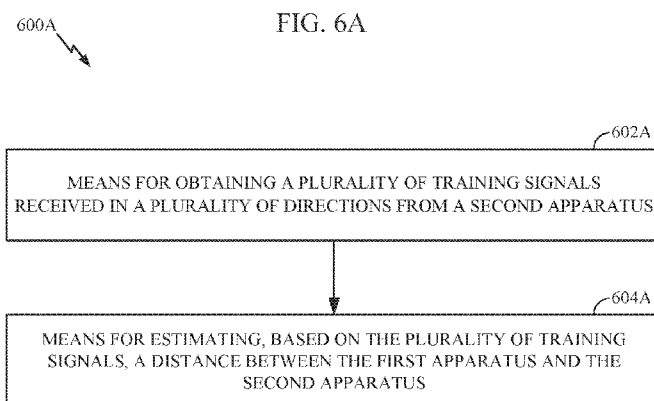 FIG. 6A
600A
602A
MEANS FOR OBTAINING A PLURALITY OF TRAINING SIGNALS
RECEIVED IN A PLURALITY OF DIRECTIONS FROM A SECOND APPARATUS
604A
MEANS FOR ESTIMATING, BASED ON THE PLURALITY OF TRAINING
SIGNALS, A DISTANCE BETWEEN THE FIRST APPARATUS AND THE
SECOND APPARATUS